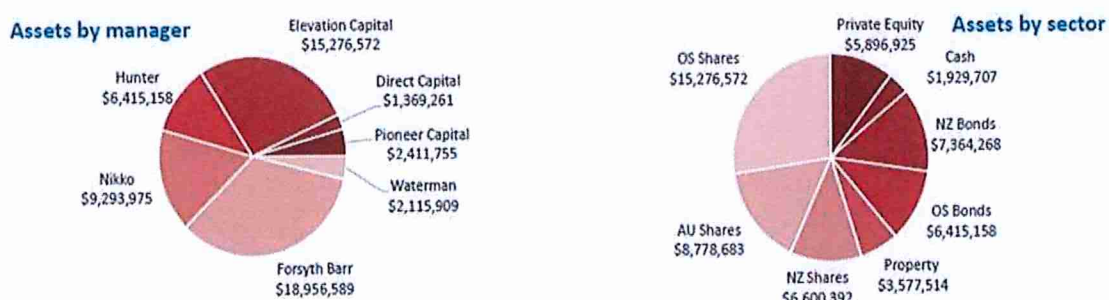 Assets by manager
Elevation Capital
$15,276,572
Direct Capital
$1,369,261
Pioneer Capital
$2,411,755
Waterman
$2,115,909
Forsyth Barr
$18,956,589
Nikko
$9,293,975
Hunter
$6,415,158
Assets by sector
Private Equity
$5,896,925
Cash
$1,929,707
NZ Bonds
$7,364,268
OS Bonds
$6,415,158
Property
$3,577,514
NZ Shares
$6,600,392
AU Shares
$8,778,683
OS Shares
$15,276,572